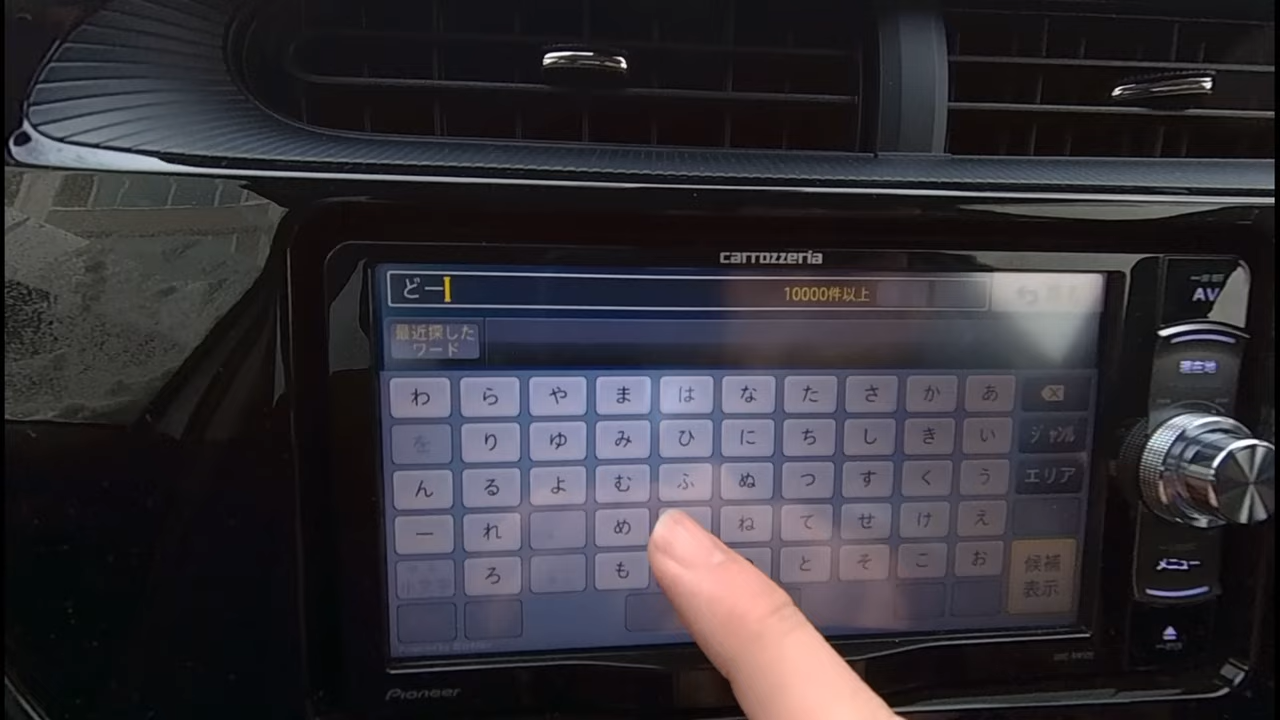 carrozzeria
どー
10000件以上
AV
最近探した
ワード
現在地
わ ら や ま は な た さ か あ
を り ゆ み ひ に ち し き い ジャンル
ん る よ む ふ ぬ つ す く う エリア
ー れ め ね て せ け え
ろ も と そ こ お
候補
表示
メニュー
Pioneer